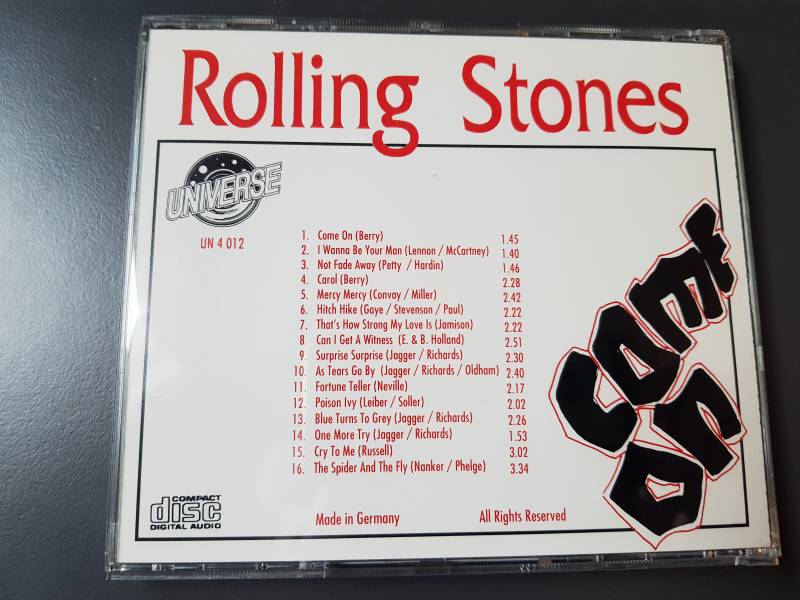 Rolling Stones
UNIVERSE
UN 4 012
1. Come On (Berry) 1.45
2. I Wanna Be Your Man (Lennon / McCartney) 1.40
3. Not Fade Away (Petty / Hardin) 1.46
4. Carol (Berry) 2.28
5. Mercy Mercy (Convay / Miller) 2.42
6. Hitch Hike (Gaye / Stevenson / Paul) 2.22
7. That's How Strong My Love Is (Jamison) 2.22
8. Can I Get A Witness (E. & B. Holland) 2.51
9. Surprise Surprise (Jagger / Richards) 2.30
10. As Tears Go By (Jagger / Richards / Oldham) 2.40
11. Fortune Teller (Neville) 2.17
12. Poison Ivy (Leiber / Soller) 2.02
13. Blue Turns To Grey (Jagger / Richards) 2.26
14. One More Try (Jagger / Richards) 1.53
15. Cry To Me (Russell) 3.02
16. The Spider And The Fly (Nanker / Phelge) 3.34
COME
ON
COMPACT
disc
DIGITAL AUDIO
Made in Germany
All Rights Reserved